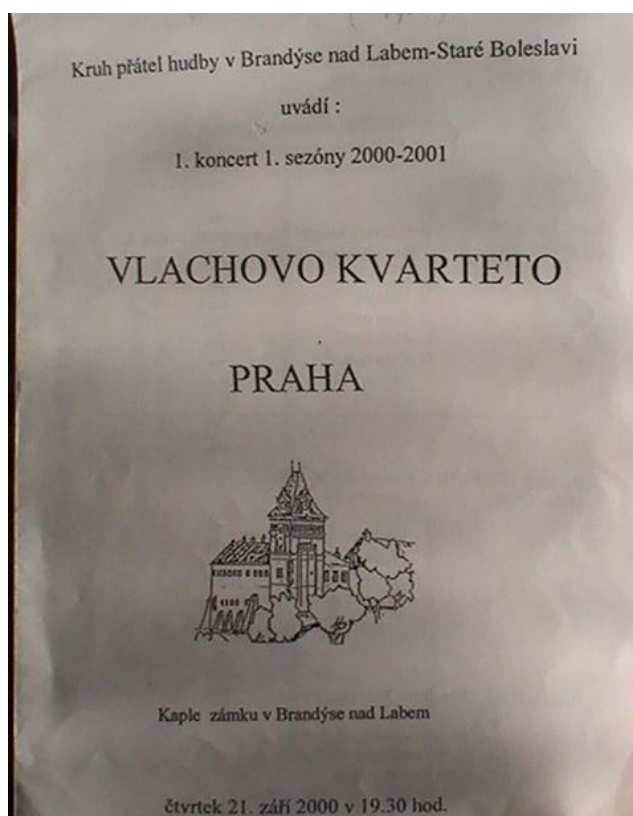 Kruh přátel hudby v Brandýse nad Labem-Staré Boleslavi
uvádí :
1. koncert 1. sezóny 2000-2001
VLACHOVO KVARTETO
PRAHA
Kaple zámku v Brandýse nad Labem
čtvrtek 21. září 2000 v 19.30 hod.